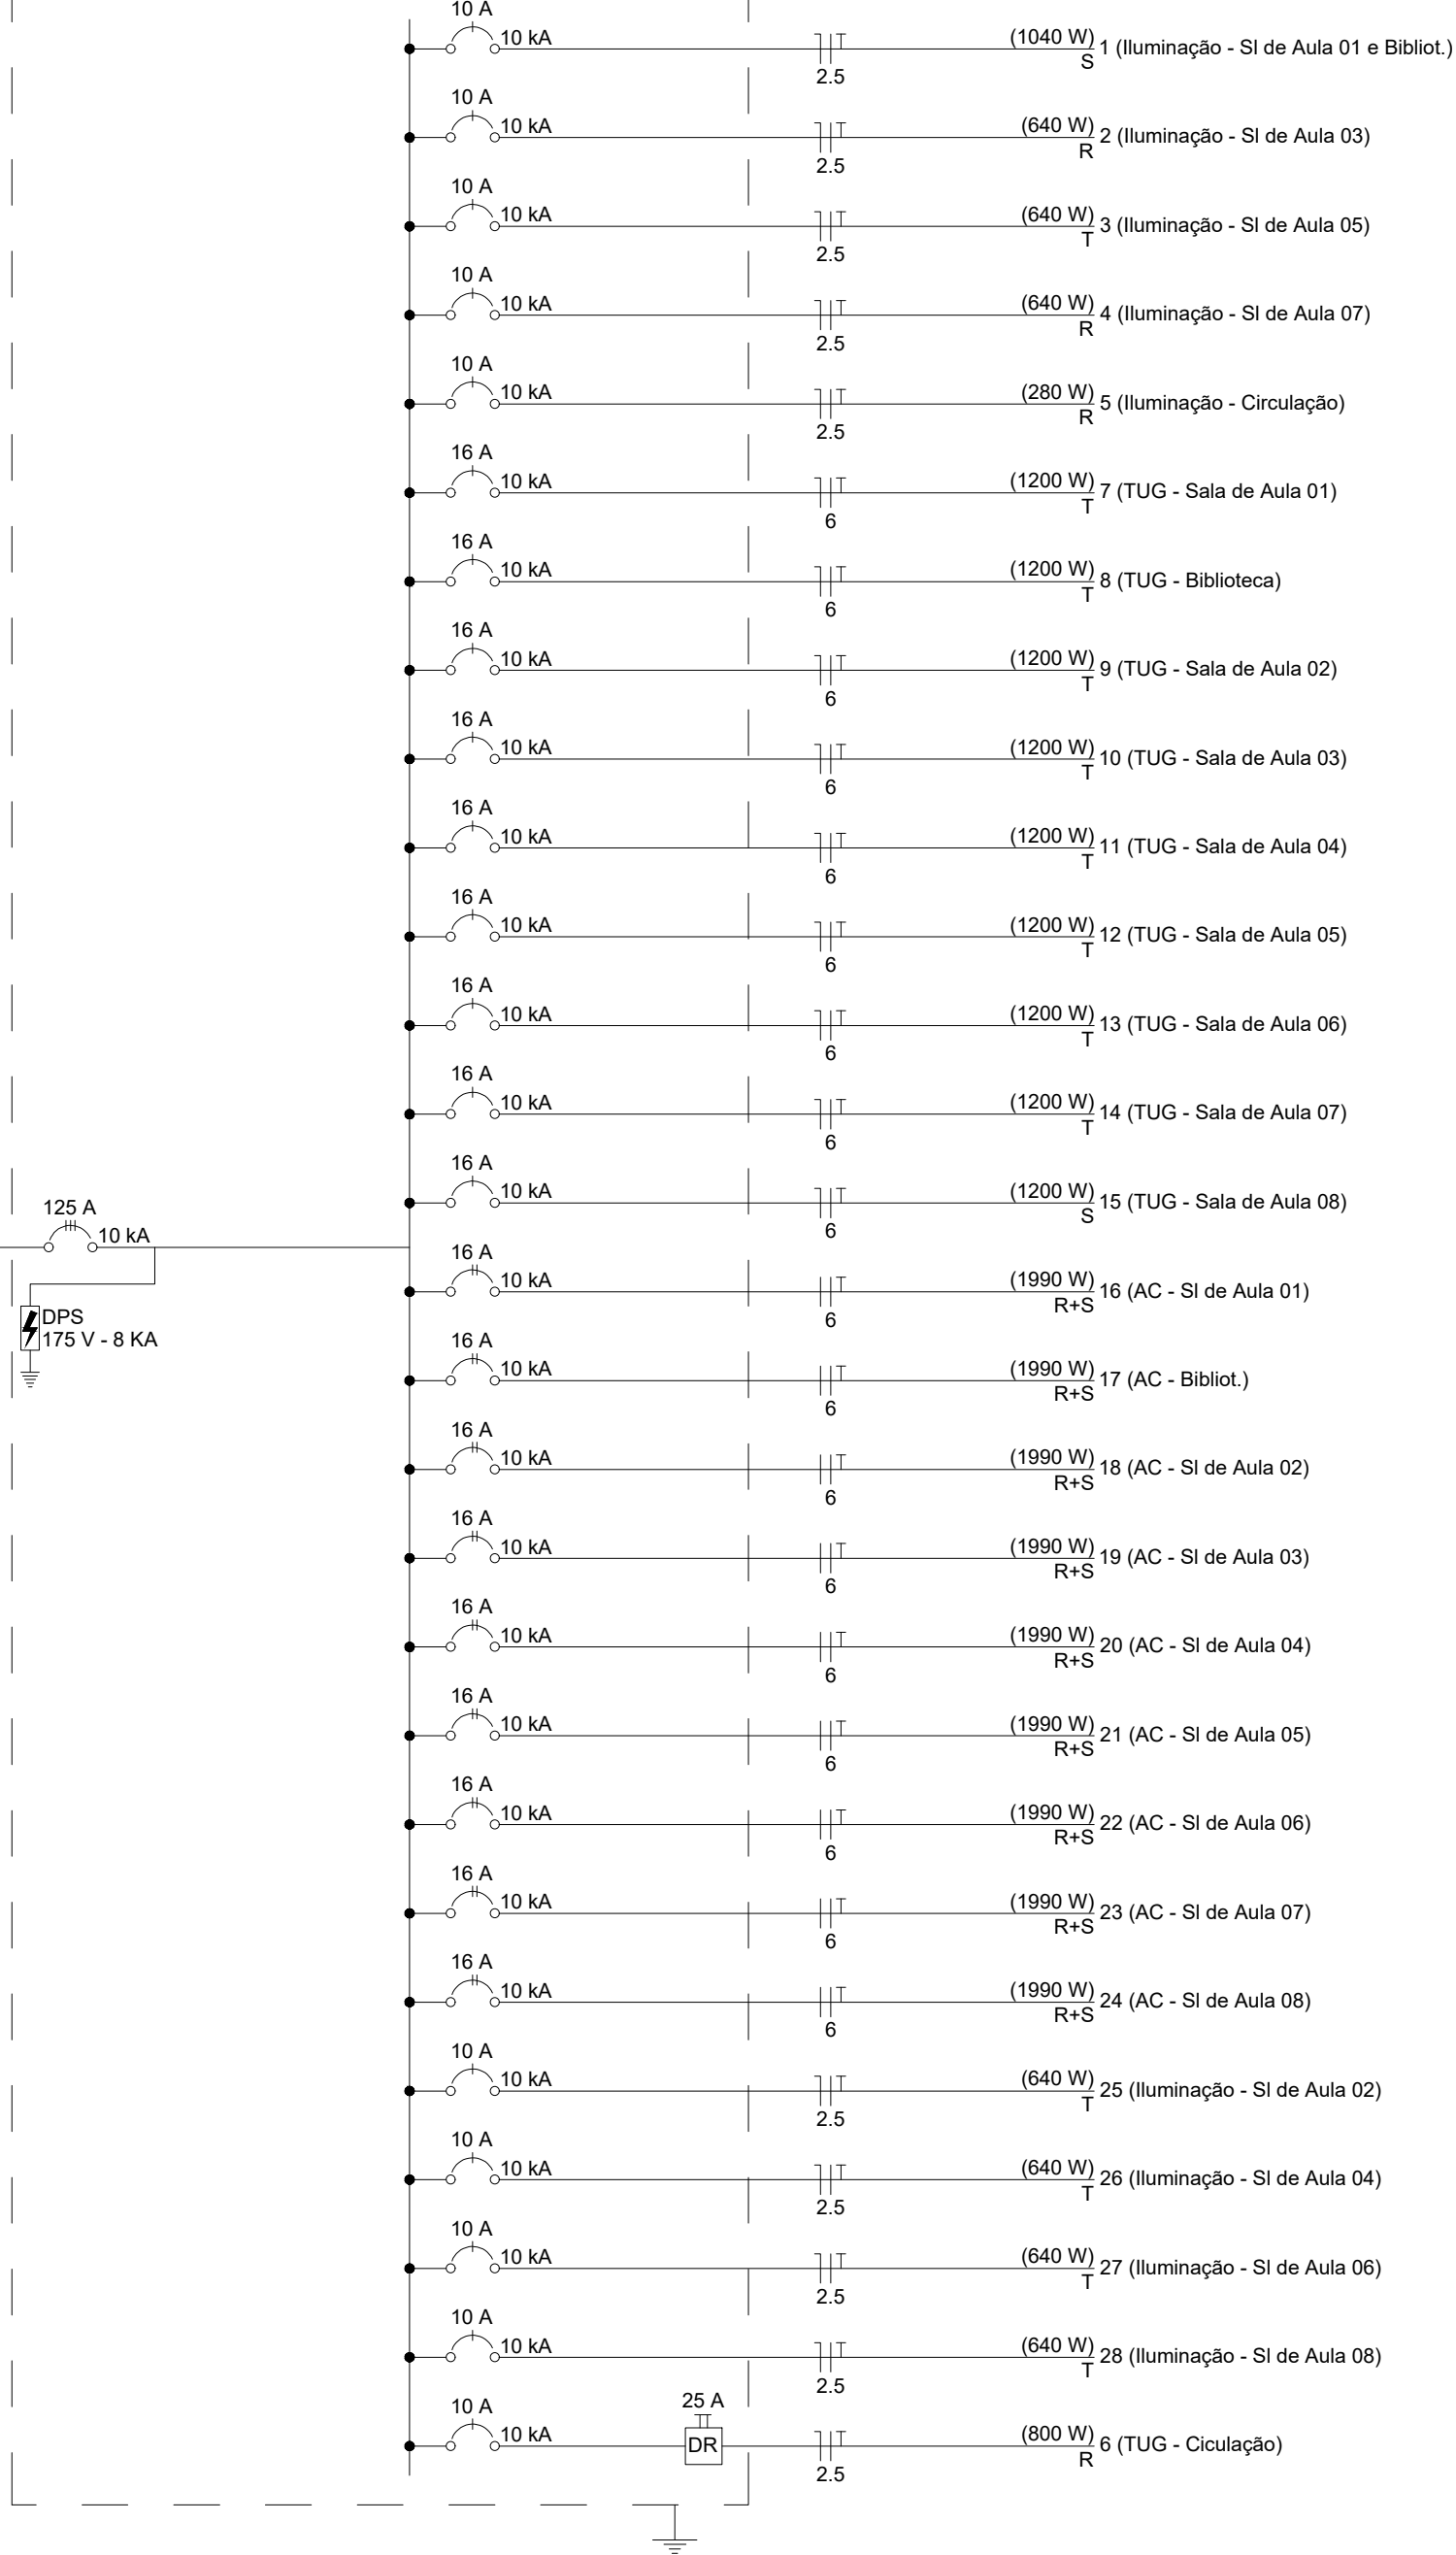 10 A
10 kA
2.5
(1040 W)
S
1 (Iluminação - Sl de Aula 01 e Bibliot.)
10 A
10 kA
2.5
(640 W)
R
2 (Iluminação - Sl de Aula 03)
10 A
10 kA
2.5
(640 W)
T
3 (Iluminação - Sl de Aula 05)
10 A
10 kA
2.5
(640 W)
R
4 (Iluminação - Sl de Aula 07)
10 A
10 kA
2.5
(280 W)
R
5 (Iluminação - Circulação)
16 A
10 kA
6
(1200 W)
T
7 (TUG - Sala de Aula 01)
16 A
10 kA
6
(1200 W)
T
8 (TUG - Biblioteca)
16 A
10 kA
6
(1200 W)
T
9 (TUG - Sala de Aula 02)
16 A
10 kA
6
(1200 W)
T
10 (TUG - Sala de Aula 03)
16 A
10 kA
6
(1200 W)
T
11 (TUG - Sala de Aula 04)
16 A
10 kA
6
(1200 W)
T
12 (TUG - Sala de Aula 05)
16 A
10 kA
6
(1200 W)
T
13 (TUG - Sala de Aula 06)
16 A
10 kA
6
(1200 W)
T
14 (TUG - Sala de Aula 07)
16 A
10 kA
6
(1200 W)
S
15 (TUG - Sala de Aula 08)
125 A
10 kA
DPS
175 V - 8 KA
16 A
10 kA
6
(1990 W)
R+S
16 (AC - Sl de Aula 01)
16 A
10 kA
6
(1990 W)
R+S
17 (AC - Bibliot.)
16 A
10 kA
6
(1990 W)
R+S
18 (AC - Sl de Aula 02)
16 A
10 kA
6
(1990 W)
R+S
19 (AC - Sl de Aula 03)
16 A
10 kA
6
(1990 W)
R+S
20 (AC - Sl de Aula 04)
16 A
10 kA
6
(1990 W)
R+S
21 (AC - Sl de Aula 05)
16 A
10 kA
6
(1990 W)
R+S
22 (AC - Sl de Aula 06)
16 A
10 kA
6
(1990 W)
R+S
23 (AC - Sl de Aula 07)
16 A
10 kA
6
(1990 W)
R+S
24 (AC - Sl de Aula 08)
10 A
10 kA
2.5
(640 W)
T
25 (Iluminação - Sl de Aula 02)
10 A
10 kA
2.5
(640 W)
T
26 (Iluminação - Sl de Aula 04)
10 A
10 kA
2.5
(640 W)
T
27 (Iluminação - Sl de Aula 06)
10 A
10 kA
2.5
(640 W)
T
28 (Iluminação - Sl de Aula 08)
10 A
10 kA
25 A
DR
2.5
(800 W)
R
6 (TUG - Ciculação)